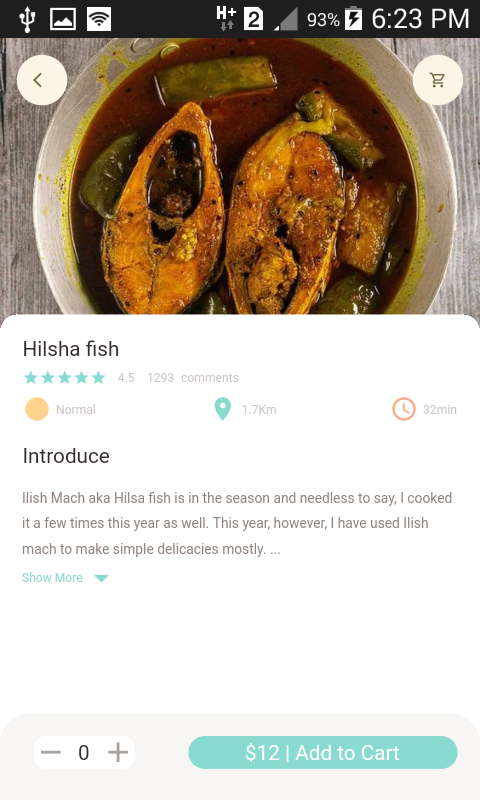 H+ 2 93% 6:23 PM
Hilsha fish
4.5 1293 comments
Normal 1.7Km 32min
Introduce
Ilish Mach aka Hilsa fish is in the season and needless to say, I cooked
it a few times this year as well. This year, however, I have used Ilish
mach to make simple delicacies mostly. ...
Show More
0 $12 | Add to Cart